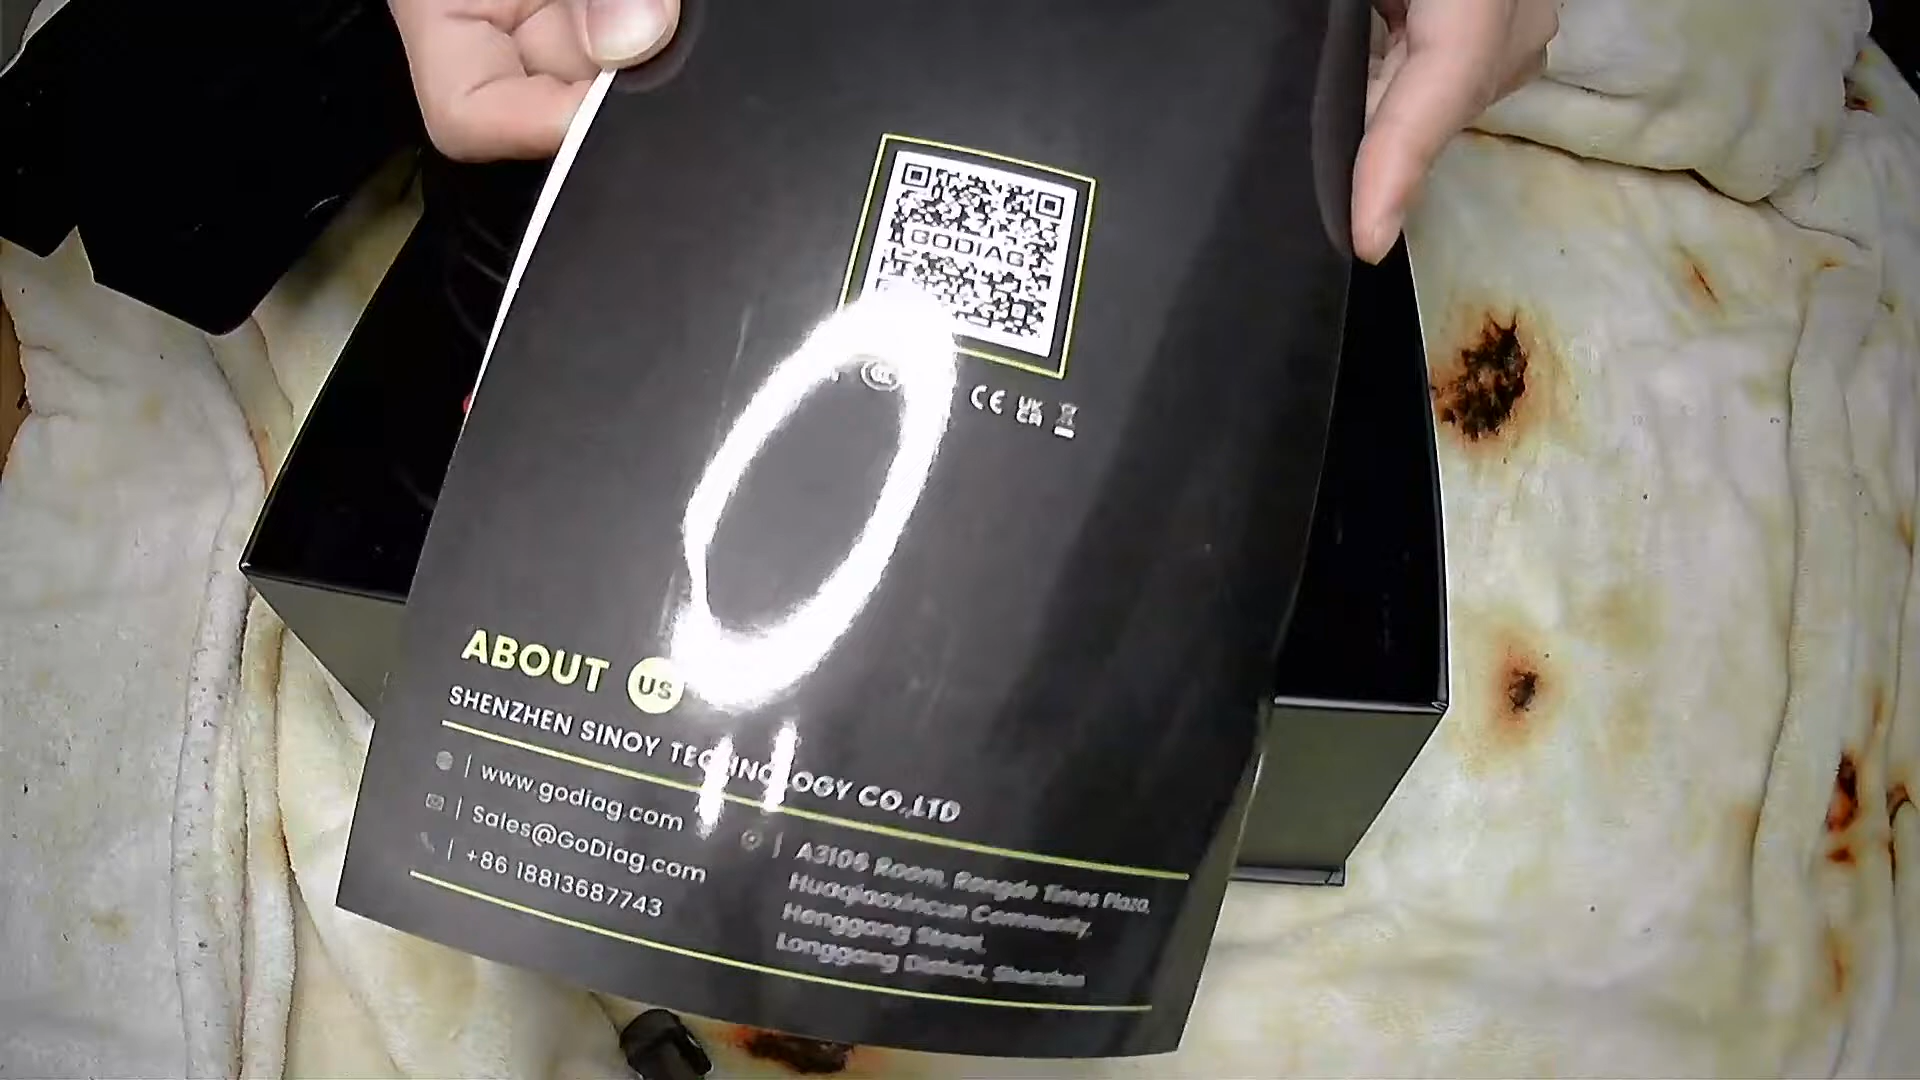 GODIAG
CE UK CA
ABOUT US
SHENZHEN SINOY TECHNOLOGY CO.,LTD
www.godiag.com
Sales@GoDiag.com
+86 18813687743
A3106 Room, Rongde Times Plaza,
Huaqiaoxincun Community,
Henggang Street,
Longgang District, Shenzhen